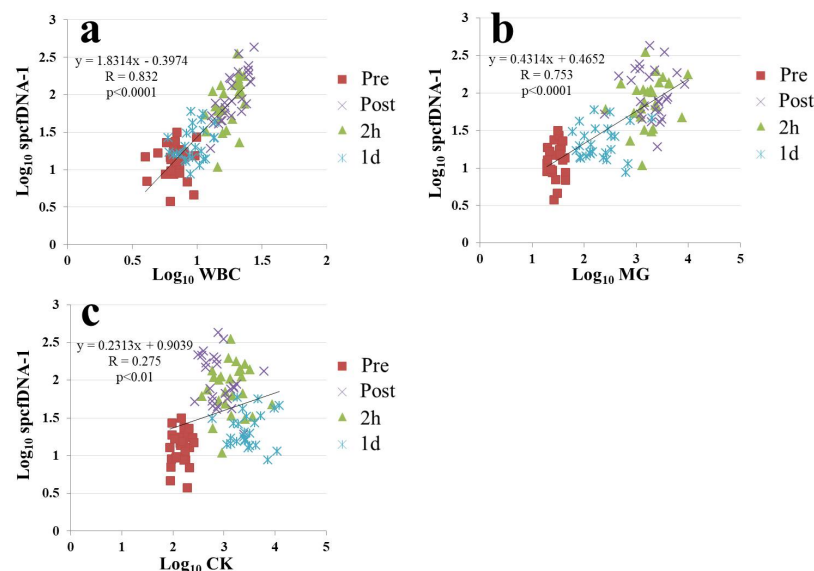 a
y = 1.8314x - 0.3974
R = 0.832
p<0.0001
Log₁₀ spcfDNA-1
3
2.5
2
1.5
1
0.5
0
0 0.5 1 1.5 2
Log₁₀ WBC
Pre
Post
2h
1d
b
y = 0.4314x + 0.4652
R = 0.753
p<0.0001
Log₁₀ spcfDNA-1
3
2.5
2
1.5
1
0.5
0
0 1 2 3 4 5
Log₁₀ MG
Pre
Post
2h
1d
c
y = 0.2313x + 0.9039
R = 0.275
p<0.01
Log₁₀ spcfDNA-1
3
2.5
2
1.5
1
0.5
0
0 1 2 3 4 5
Log₁₀ CK
Pre
Post
2h
1d